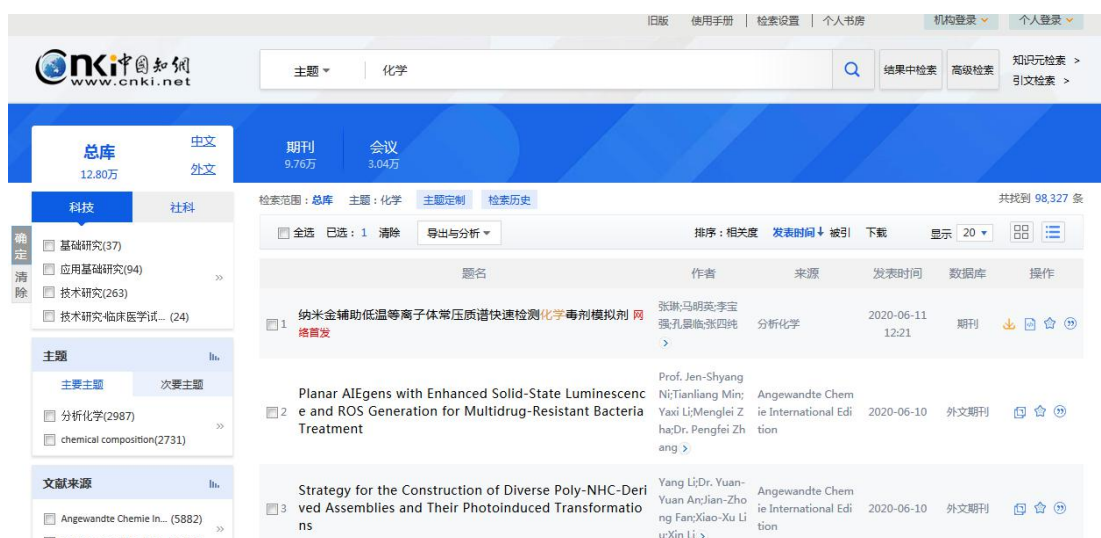 旧版 使用手册 | 检索设置 | 个人书房 机构登录 个人登录
CNKI中国知网
www.cnki.net
主题 化学 结果中检索 高级检索 知识元检索 >
引文检索 >
总库 中文
12.80万 外文
期刊 会议
9.76万 3.04万
科技 社科
检索范围：总库 主题：化学 主题定制 检索历史 共找到 98,327 条
确定
清除
基础研究(37)
应用基础研究(94)
技术研究(263)
技术研究-临床医学试... (24)
»
全选 已选：1 清除 导出与分析 排序：相关度 发表时间↓ 被引 下载 显示 20
题名 作者 来源 发表时间 数据库 操作
1 纳米金辅助低温等离子体常压质谱快速检测化学毒剂模拟剂 网
络首发
张琳;马明英;李宝
强;孔景临;张四纯
>
分析化学
2020-06-11
12:21
期刊
主题
主要主题 次要主题
分析化学(2987)
chemical composition(2731)
»
2 Planar AIEgens with Enhanced Solid-State Luminescenc
e and ROS Generation for Multidrug-Resistant Bacteria
Treatment
Prof. Jen-Shyang
Ni;Tianliang Min;
Yaxi Li;Menglei Z
ha;Dr. Pengfei Zh
ang >
Angewandte Chem
ie International Edi
tion
2020-06-10
外文期刊
文献来源
Angewandte Chemie In... (5882)
»
3 Strategy for the Construction of Diverse Poly-NHC-Deri
ved Assemblies and Their Photoinduced Transformatio
ns
Yang Li;Dr. Yuan-
Yuan An;Jian-Zho
ng Fan;Xiao-Xu Li
u;Xin Li >
Angewandte Chem
ie International Edi
tion
2020-06-10
外文期刊